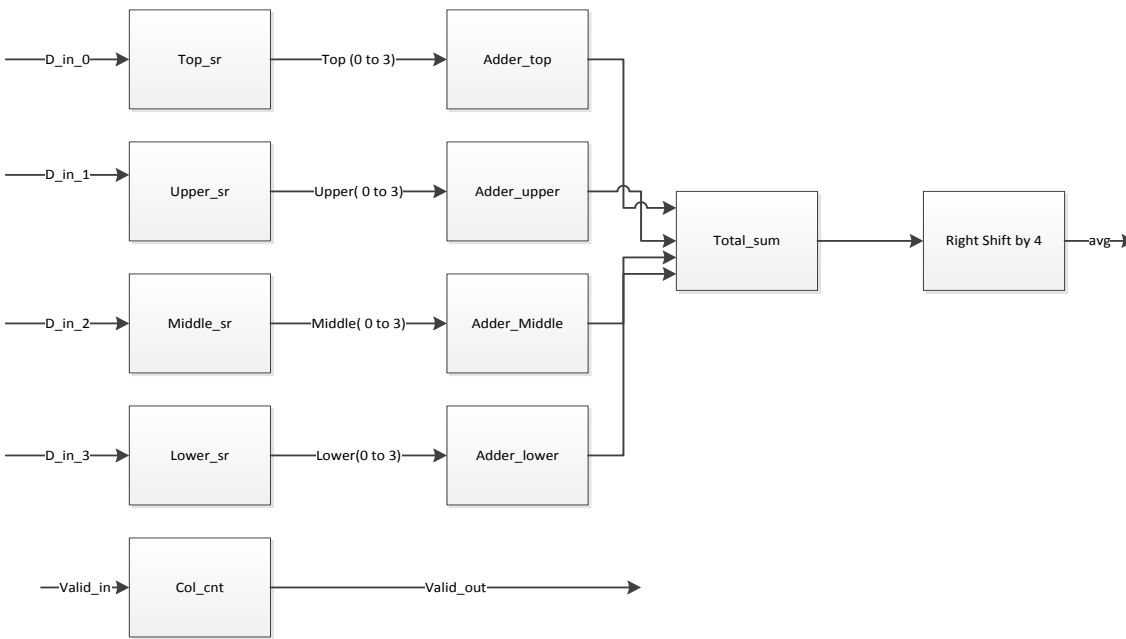 D_in_0
Top_sr
Top (0 to 3)
Adder_top
D_in_1
Upper_sr
Upper( 0 to 3)
Adder_upper
Total_sum
Right Shift by 4
avg
D_in_2
Middle_sr
Middle( 0 to 3)
Adder_Middle
D_in_3
Lower_sr
Lower(0 to 3)
Adder_lower
Valid_in
Col_cnt
Valid_out